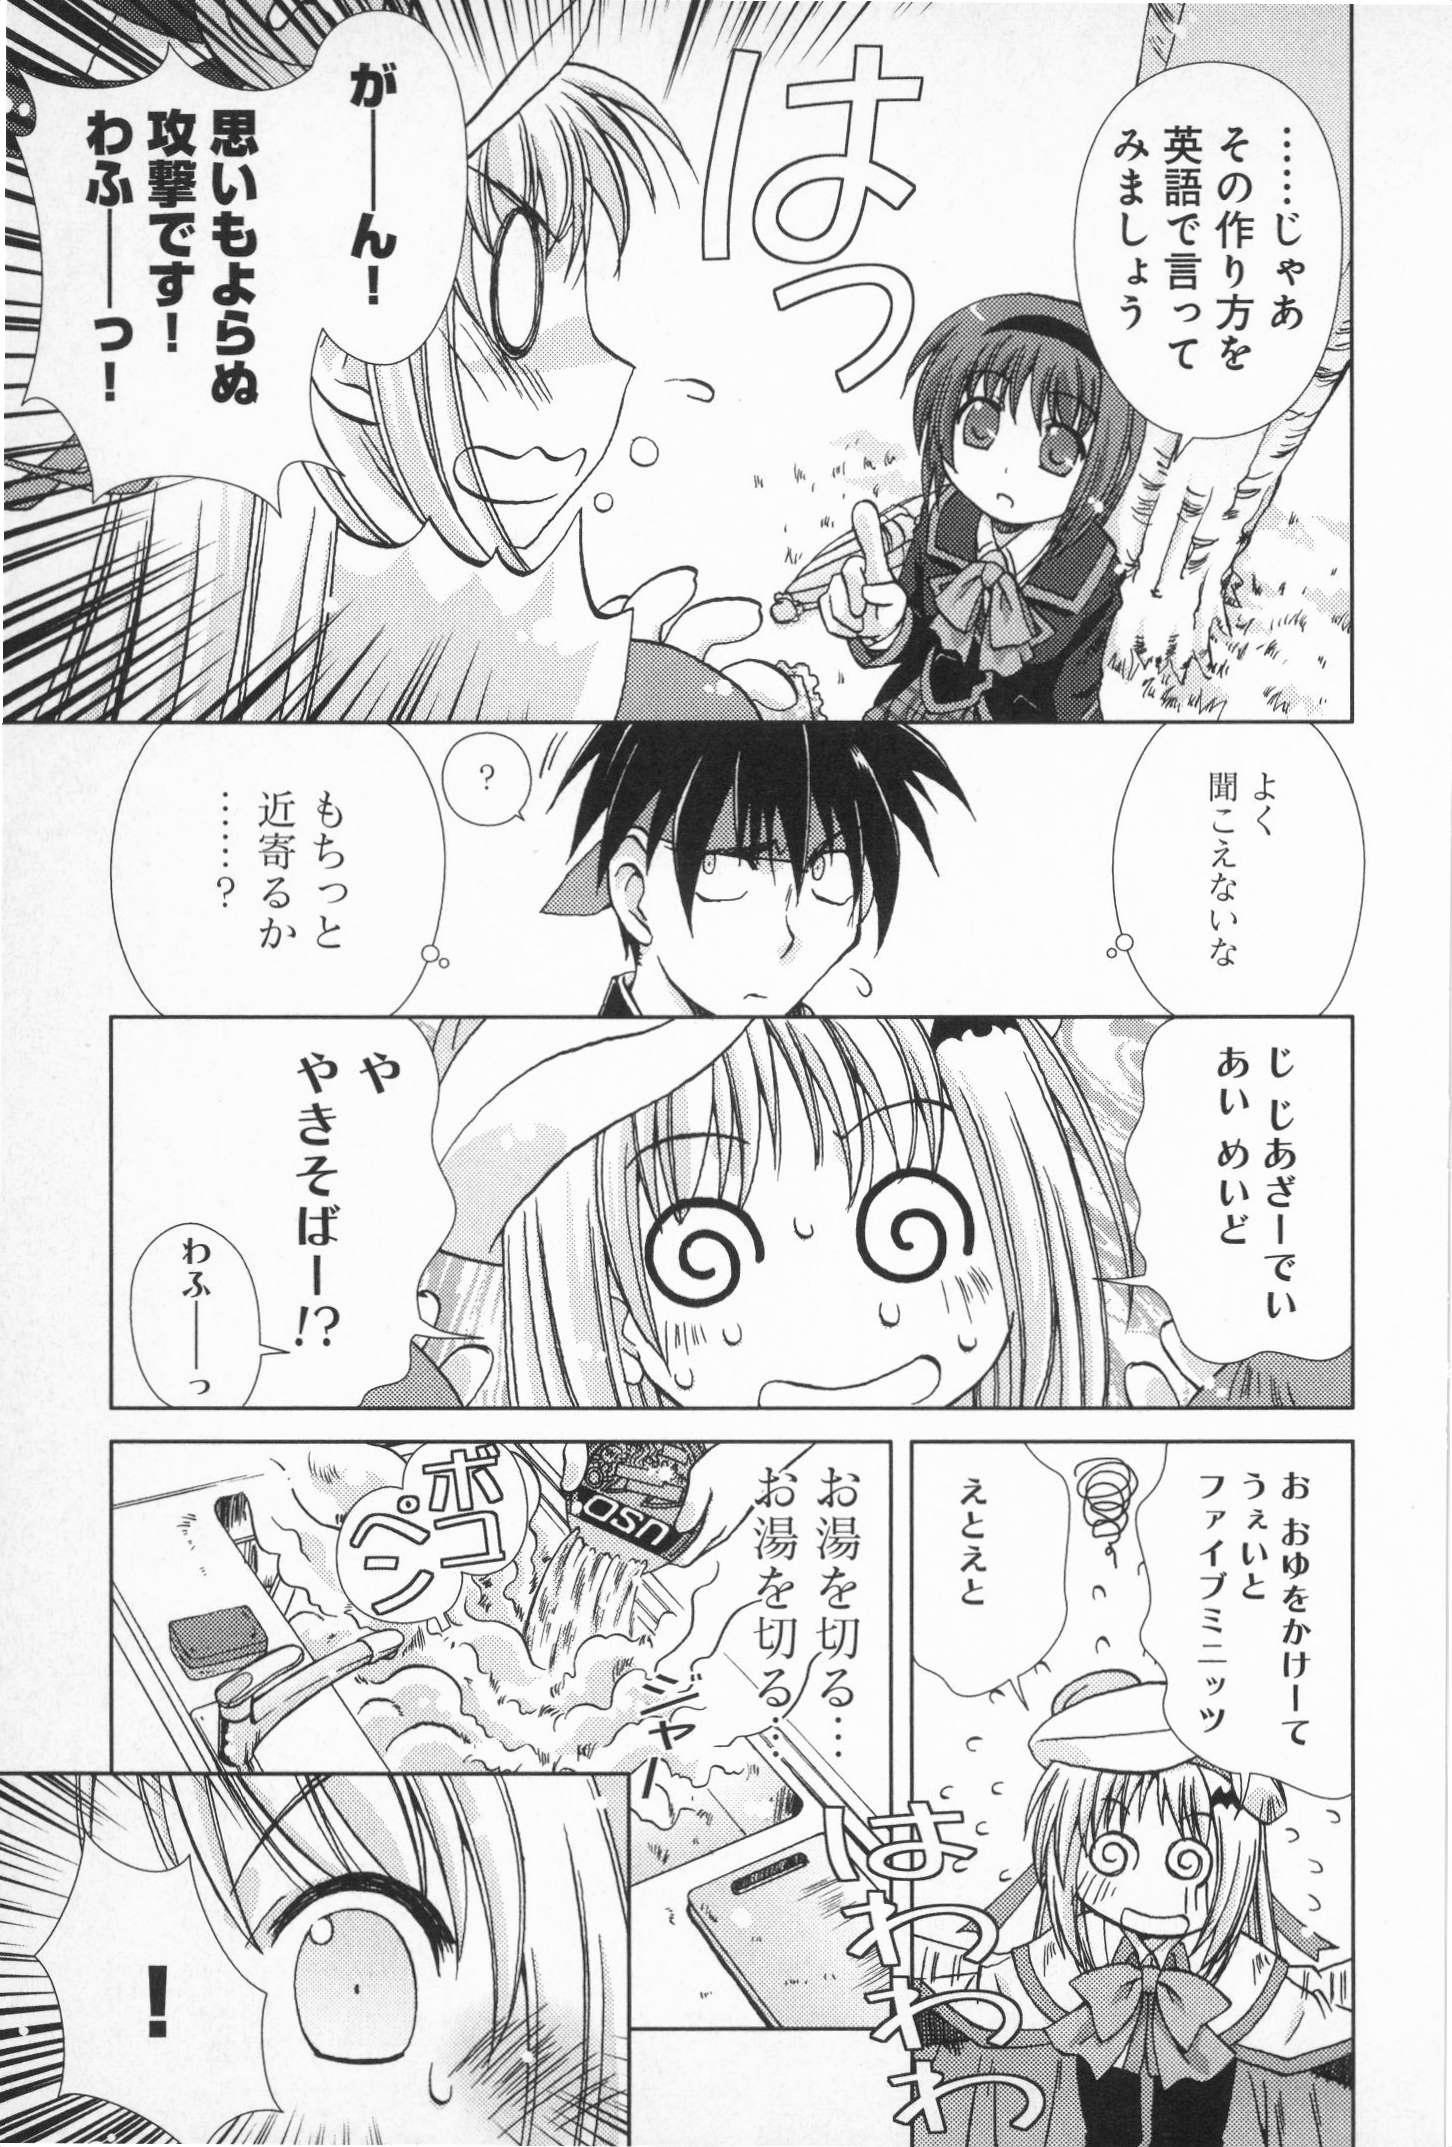 ……じゃあ
その作り方を
英語で言って
みましょう
はっ
が――ん！
思いもよらぬ
攻撃です！
わふ――っ！
よく
聞こえないな
？
もちっと
近寄るか
……？
じ じあざーでい
あい めいど
や
やきそばー!?
わふ――っ
お おゆをかけーて
うぇいと
ファイブミニッツ
えとえと
はわわわわ
お湯を切る…
お湯を切る…
OSU
ジャー
ボコ
ペン
！